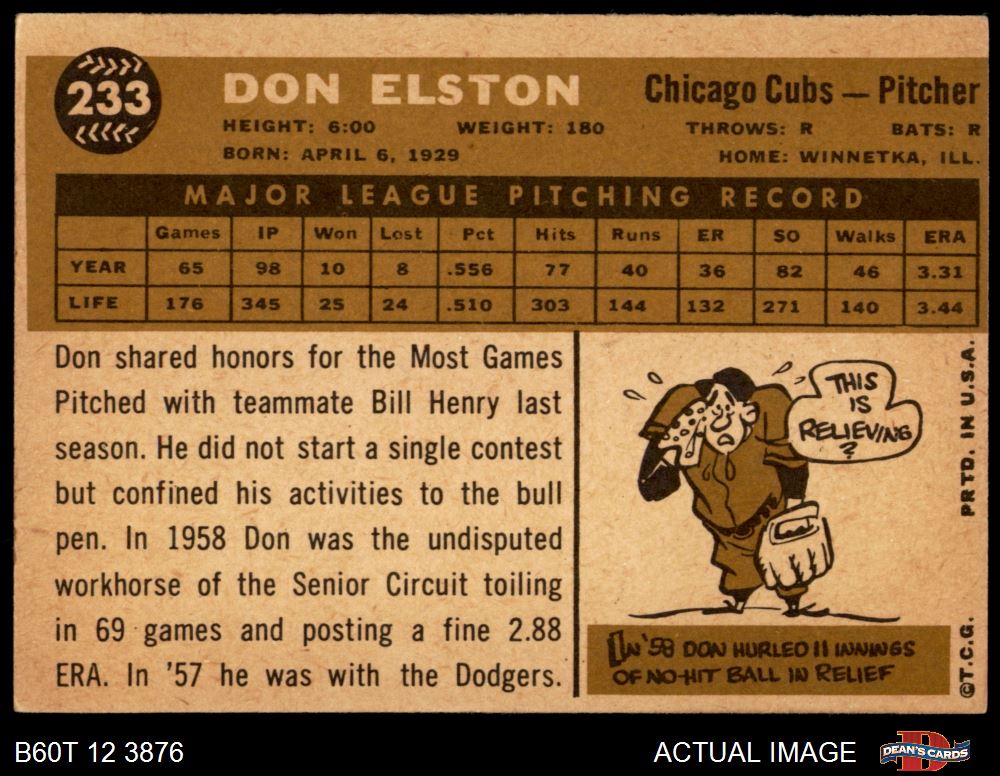 233
DON ELSTON
Chicago Cubs — Pitcher
HEIGHT: 6:00 WEIGHT: 180 THROWS: R BATS: R
BORN: APRIL 6, 1929 HOME: WINNETKA, ILL.
MAJOR LEAGUE PITCHING RECORD
Games IP Won Lost Pct Hits Runs ER SO Walks ERA
YEAR 65 98 10 8 .556 77 40 36 82 46 3.31
LIFE 176 345 25 24 .510 303 144 132 271 140 3.44
Don shared honors for the Most Games
Pitched with teammate Bill Henry last
season. He did not start a single contest
but confined his activities to the bull
pen. In 1958 Don was the undisputed
workhorse of the Senior Circuit toiling
in 69 games and posting a fine 2.88
ERA. In '57 he was with the Dodgers.
THIS
IS
RELIEVING
?
IN '58 DON HURLED 11 INNINGS
OF NO-HIT BALL IN RELIEF
©T.C.G. PRTD. IN U.S.A.
B60T 12 3876
ACTUAL IMAGE
D
DEAN'S CARDS